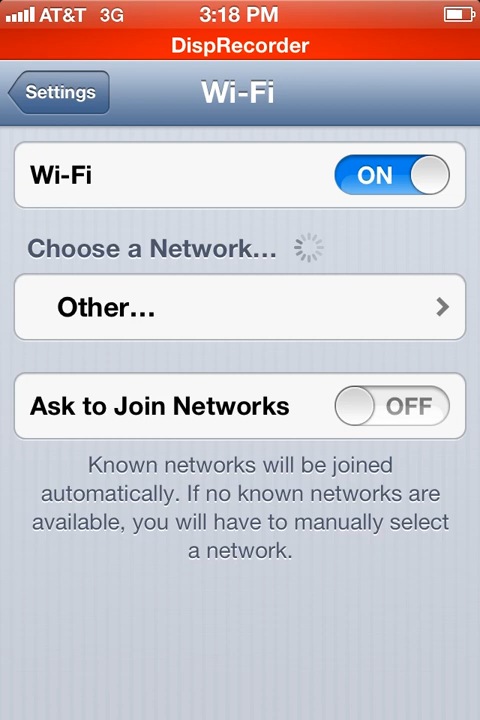 AT&T 3G 3:18 PM
DispRecorder
Settings Wi-Fi
Wi-Fi ON
Choose a Network...
Other...
Ask to Join Networks OFF
Known networks will be joined
automatically. If no known networks are
available, you will have to manually select
a network.